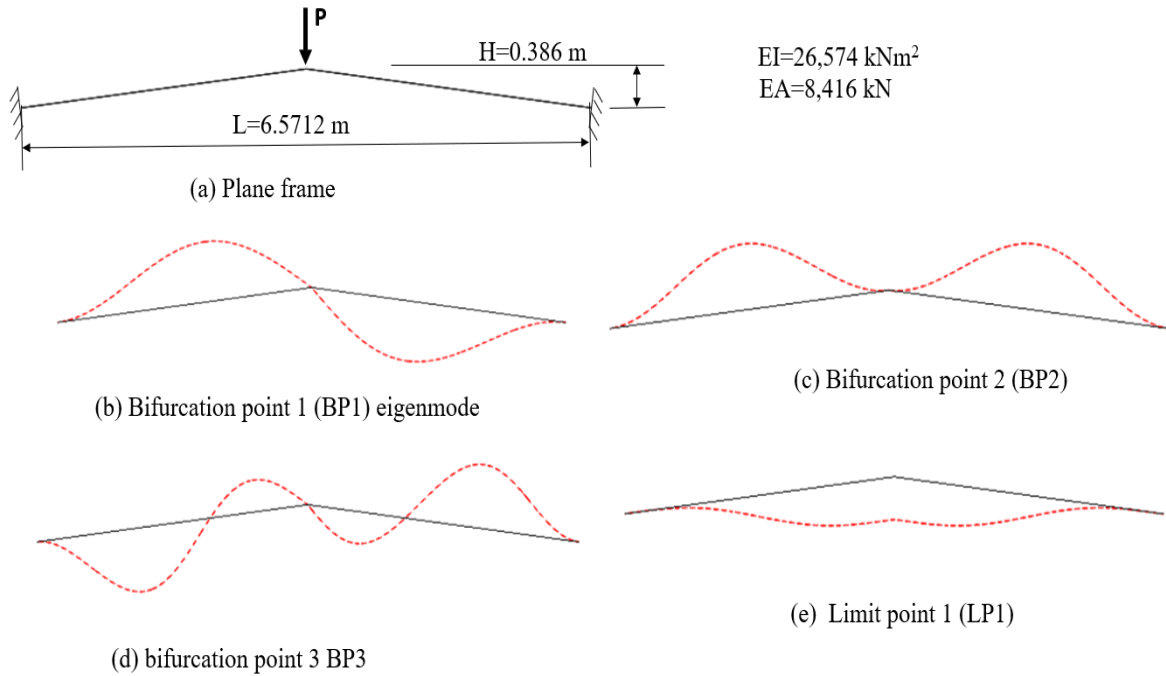 P
H=0.386 m
EI=26,574 kNm²
EA=8,416 kN
L=6.5712 m
(a) Plane frame
(b) Bifurcation point 1 (BP1) eigenmode
(c) Bifurcation point 2 (BP2)
(d) bifurcation point 3 BP3
(e) Limit point 1 (LP1)